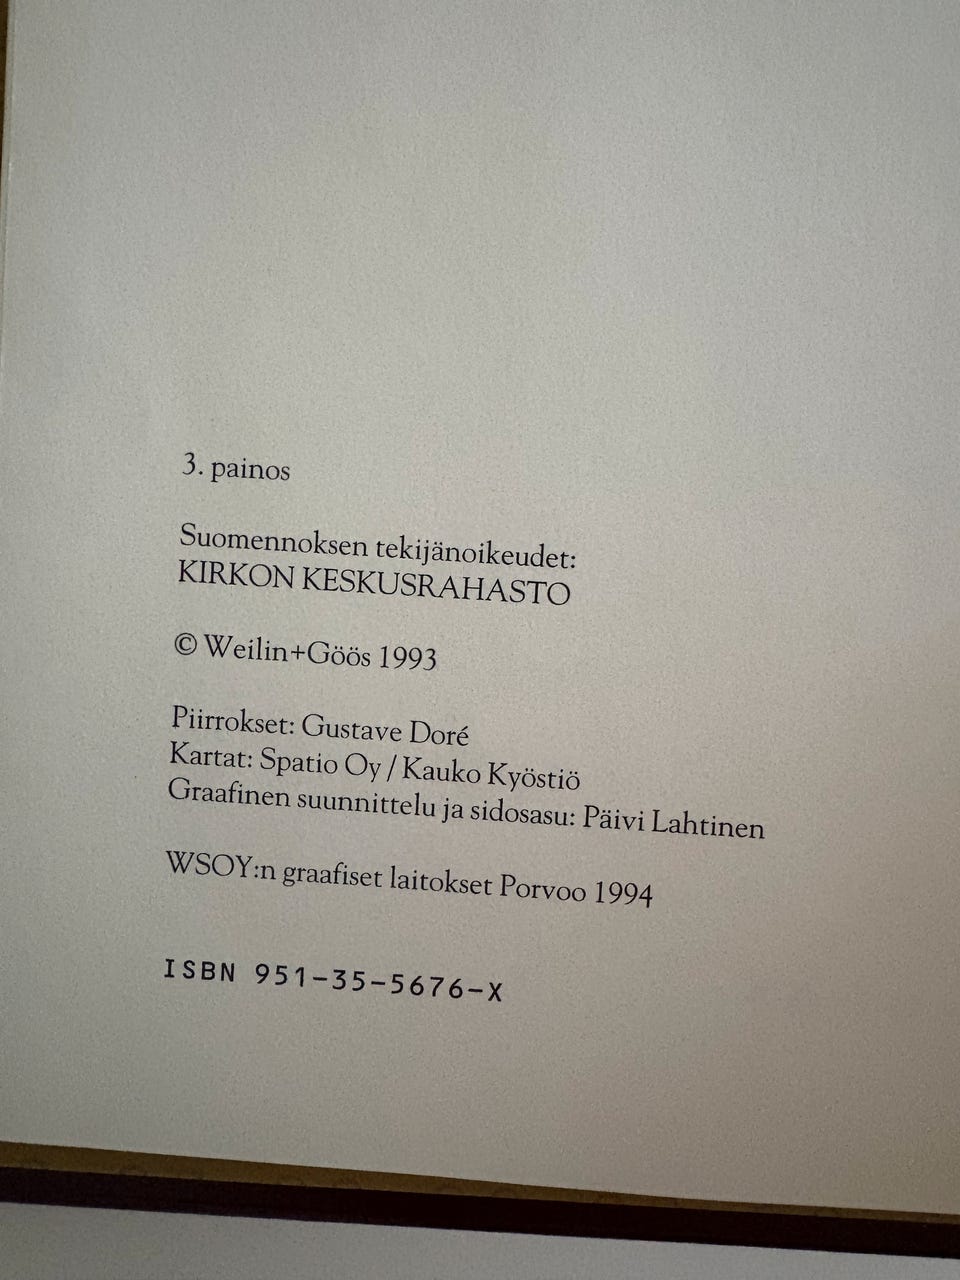 3. painos
Suomennoksen tekijänoikeudet:
KIRKON KESKUSRAHASTO
© Weilin+Göös 1993
Piirrokset: Gustave Doré
Kartat: Spatio Oy / Kauko Kyöstiö
Graafinen suunnittelu ja sidosasu: Päivi Lahtinen
WSOY:n graafiset laitokset Porvoo 1994
ISBN 951-35-5676-X